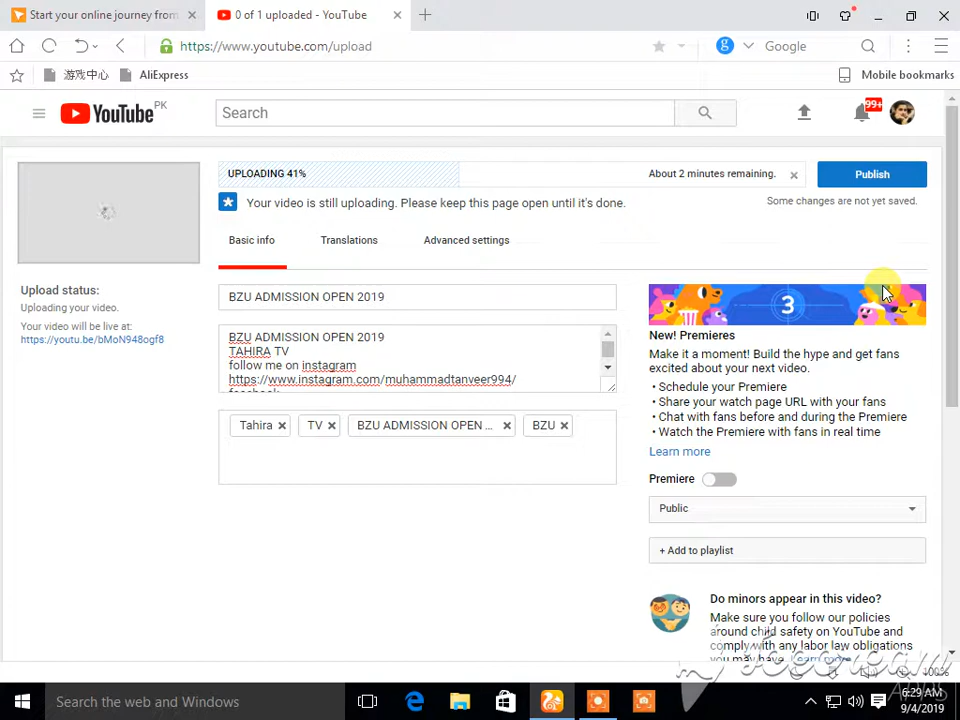 Start your online journey from
0 of 1 uploaded - YouTube
https://www.youtube.com/upload
Google
游戏中心
AliExpress
Mobile bookmarks
YouTube PK
Search
99+
UPLOADING 41%
About 2 minutes remaining.
Publish
Your video is still uploading. Please keep this page open until it's done.
Some changes are not yet saved.
Basic info
Translations
Advanced settings
Upload status:
Uploading your video.
Your video will be live at:
https://youtu.be/bMoN948ogf8
BZU ADMISSION OPEN 2019
BZU ADMISSION OPEN 2019
TAHIRA TV
follow me on instagram
https://www.instagram.com/muhammadtanveer994/
Tahira
TV
BZU ADMISSION OPEN ...
BZU
3
New! Premieres
Make it a moment! Build the hype and get fans
excited about your next video.
• Schedule your Premiere
• Share your watch page URL with your fans
• Chat with fans before and during the Premiere
• Watch the Premiere with fans in real time
Learn more
Premiere
Public
+ Add to playlist
Do minors appear in this video?
Make sure you follow our policies
around child safety on YouTube and
comply with any labor law obligations
you may have. Learn more
100%
Icecream
Apps
Search the web and Windows
6:29 AM
9/4/2019